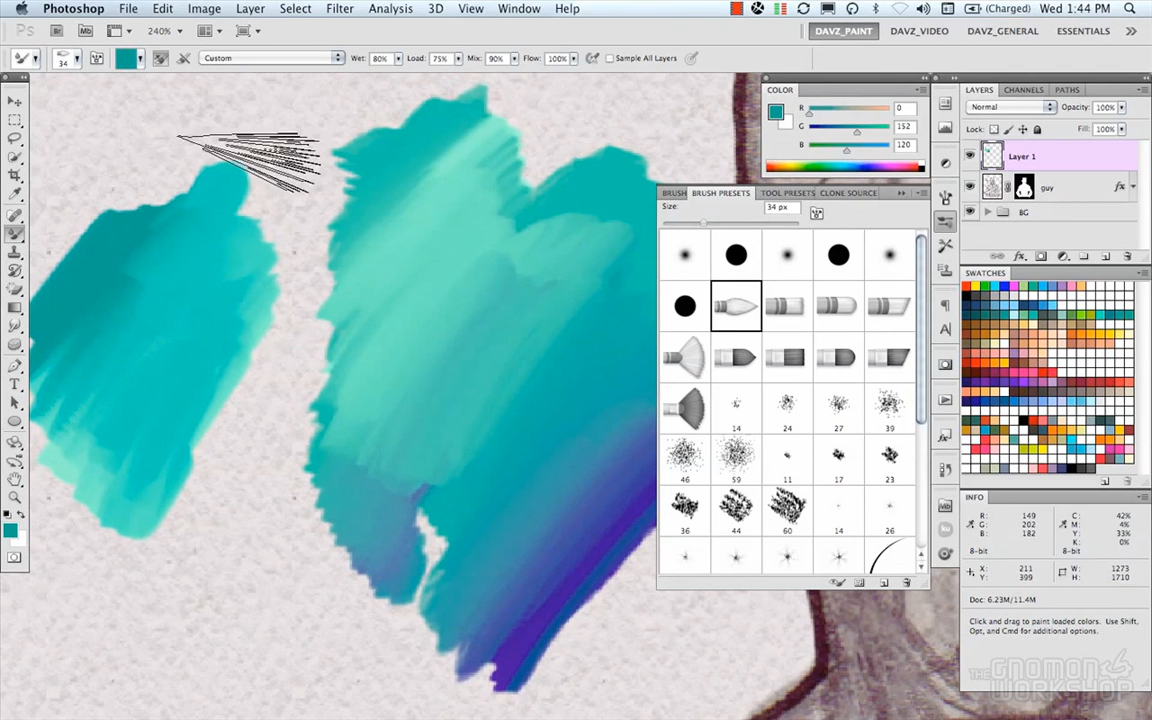 Photoshop File Edit Image Layer Select Filter Analysis 3D View Window Help (Charged) Wed 1:44 PM
Ps Br Mb 240% DAVZ_PAINT DAVZ_VIDEO DAVZ_GENERAL ESSENTIALS
34 Custom Wet: 80% Load: 75% Mix: 90% Flow: 100% Sample All Layers
COLOR
R 0
G 152
B 120
LAYERS CHANNELS PATHS
Normal Opacity: 100%
Lock: Fill: 100%
Layer 1
guy fx
BG
BRUSH BRUSH PRESETS TOOL PRESETS CLONE SOURCE
Size: 34 px
14 24 27 39
46 59 11 17 23
36 44 60 14 26
SWATCHES
INFO
R: 149 C: 42%
G: 202 M: 4%
B: 182 Y: 33%
K: 0%
8-bit 8-bit
X: 211 W: 1273
Y: 399 H: 1710
Doc: 6.23M/11.4M
Click and drag to paint loaded colors. Use Shift,
Opt, and Cmd for additional options.
THE GNOMON
WORKSHOP